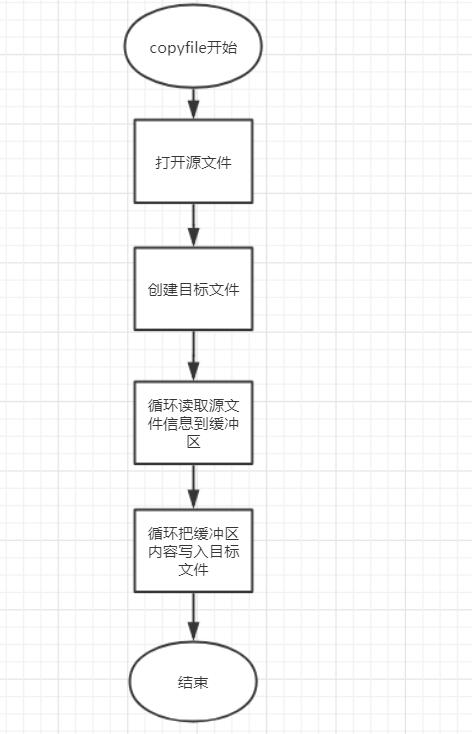 copyfile开始
打开源文件
创建目标文件
循环读取源文
件信息到缓冲
区
循环把缓冲区
内容写入目标
文件
结束